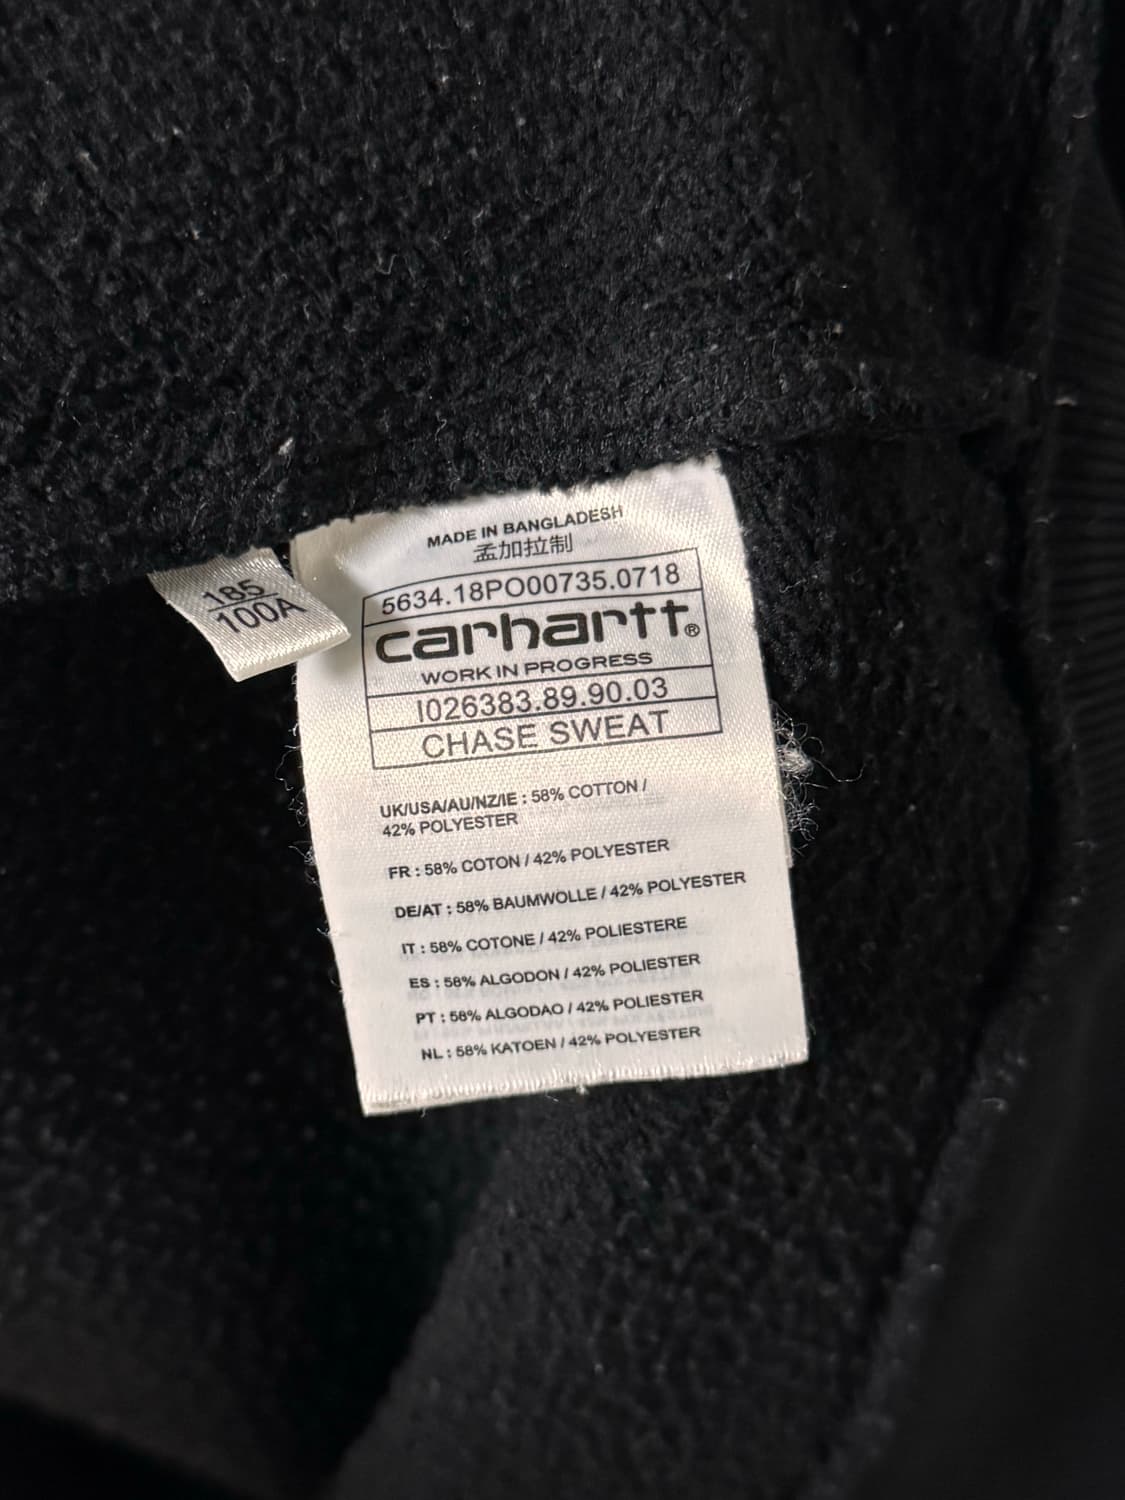 MADE IN BANGLADESH
孟加拉制
5634.18PO00735.0718
carhartt®
WORK IN PROGRESS
I026383.89.90.03
CHASE SWEAT
185
100A
UK/USA/AU/NZ/IE : 58% COTTON /
42% POLYESTER
FR : 58% COTON / 42% POLYESTER
DE/AT : 58% BAUMWOLLE / 42% POLYESTER
IT : 58% COTONE / 42% POLIESTERE
ES : 58% ALGODON / 42% POLIESTER
PT : 58% ALGODAO / 42% POLIESTER
NL : 58% KATOEN / 42% POLYESTER